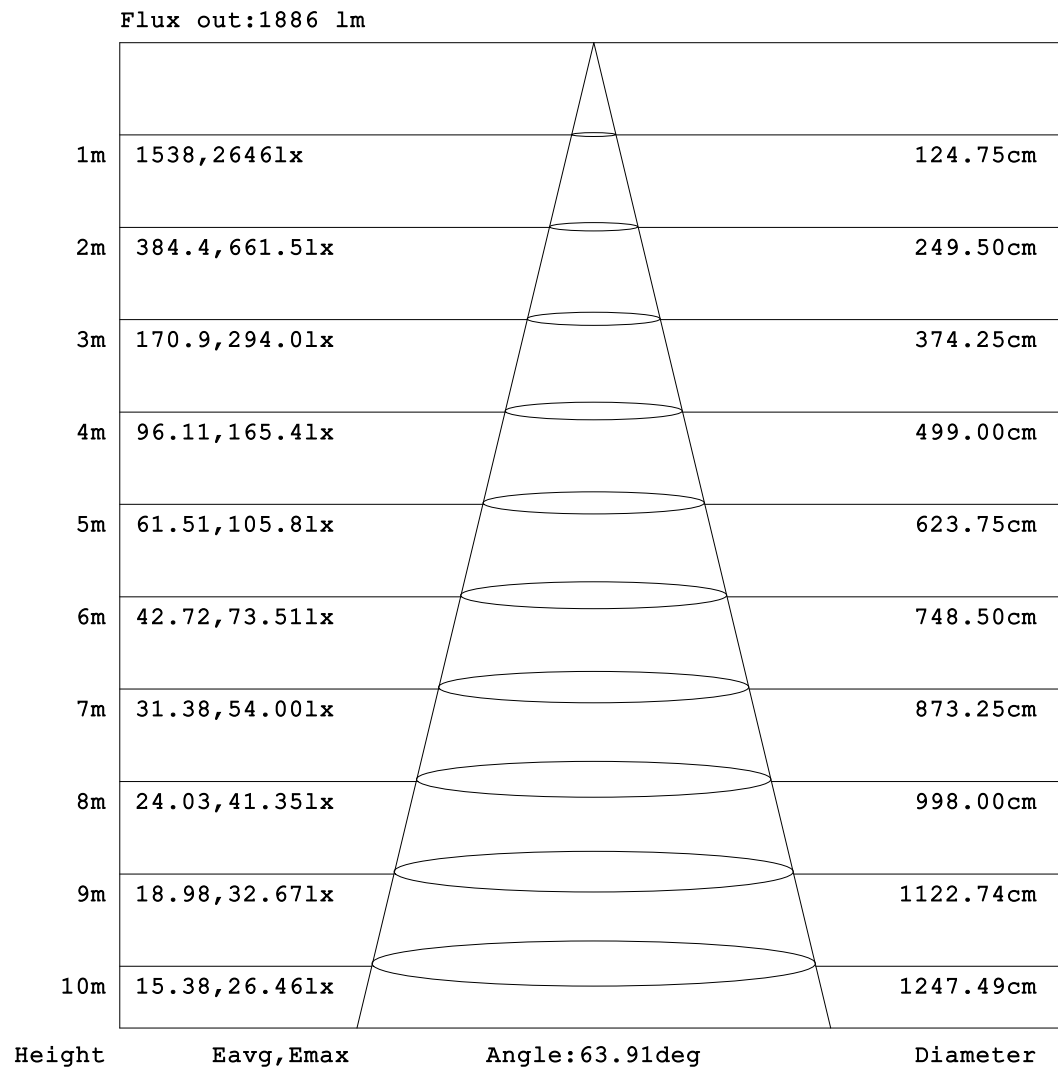 Flux out:1886 lm
1m 1538,2646lx 124.75cm
2m 384.4,661.5lx 249.50cm
3m 170.9,294.0lx 374.25cm
4m 96.11,165.4lx 499.00cm
5m 61.51,105.8lx 623.75cm
6m 42.72,73.51lx 748.50cm
7m 31.38,54.00lx 873.25cm
8m 24.03,41.35lx 998.00cm
9m 18.98,32.67lx 1122.74cm
10m 15.38,26.46lx 1247.49cm
Height Eavg,Emax Angle:63.91deg Diameter